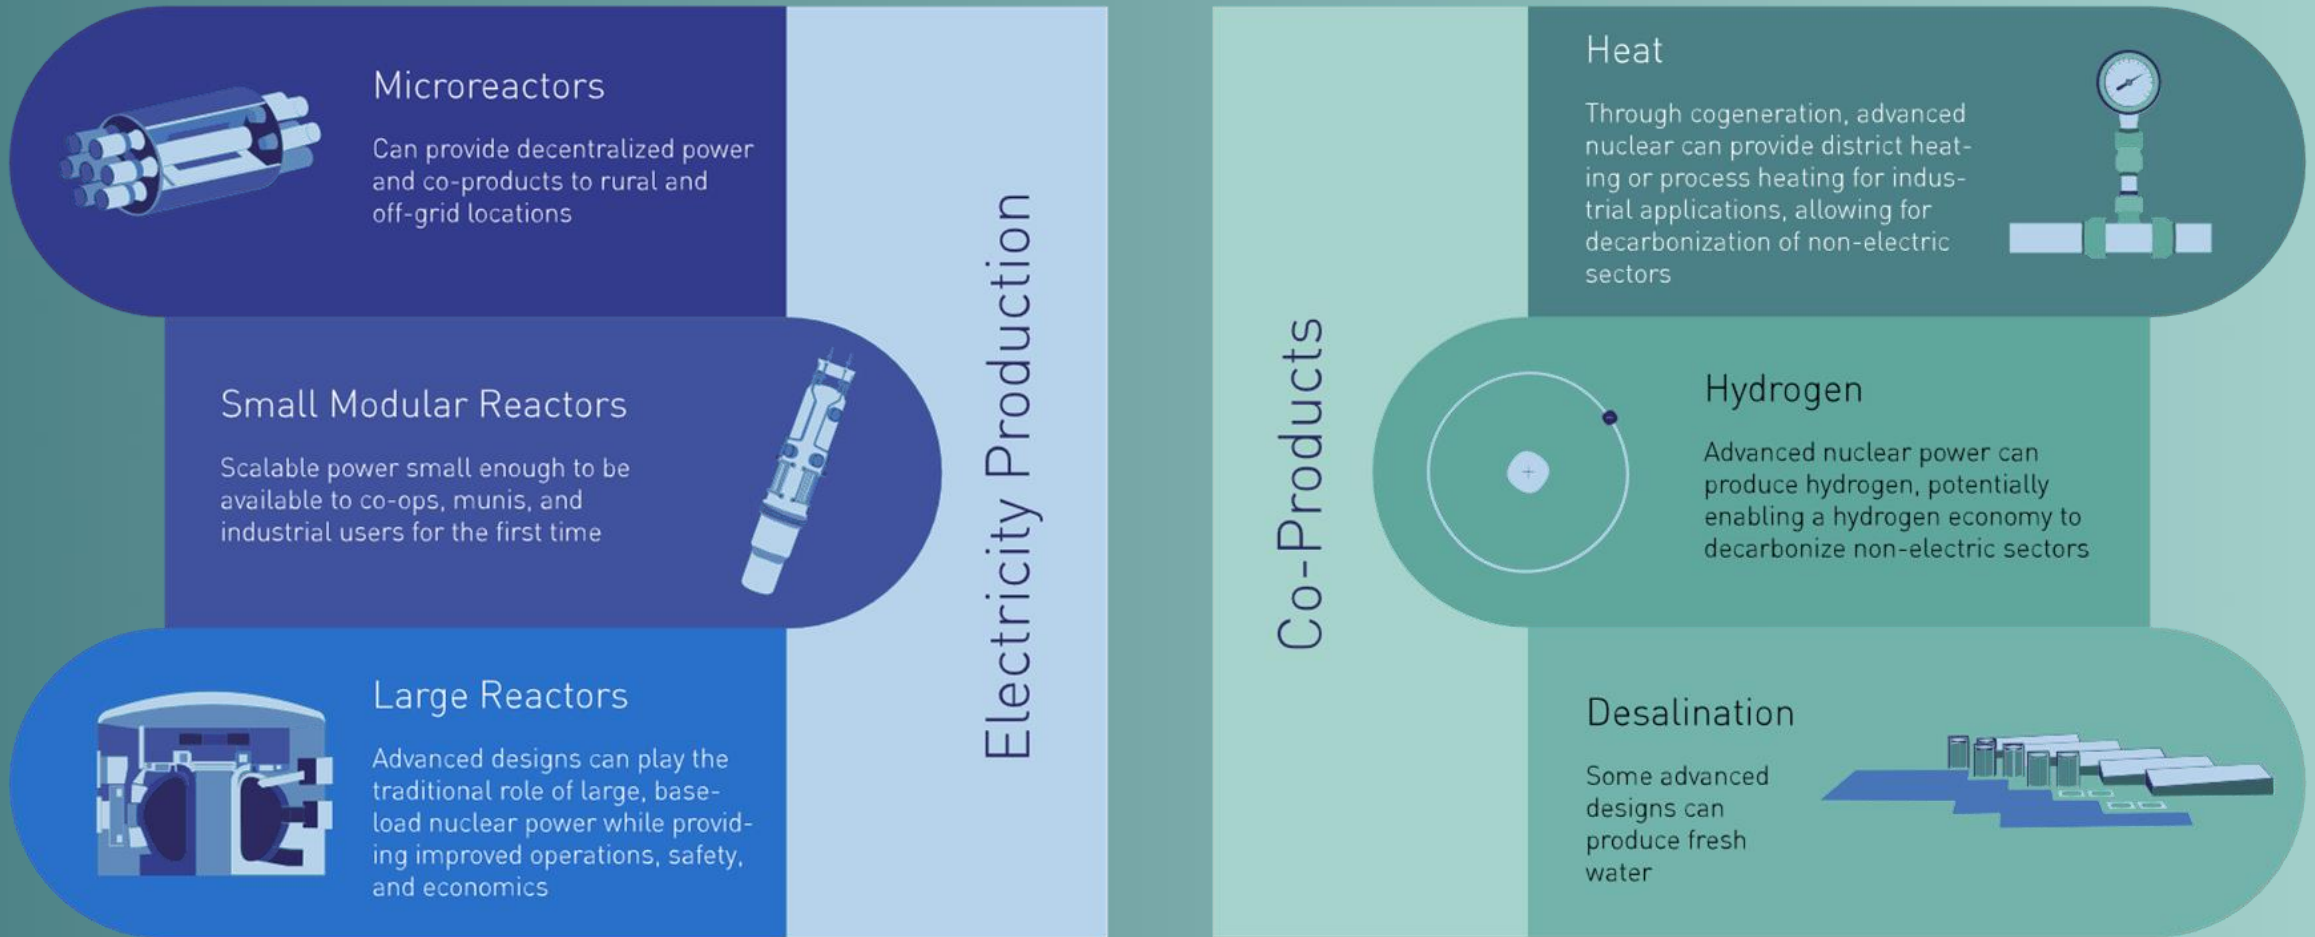 Microreactors
Can provide decentralized power
and co-products to rural and
off-grid locations
Small Modular Reactors
Scalable power small enough to be
available to co-ops, munis, and
industrial users for the first time
Large Reactors
Advanced designs can play the
traditional role of large, base-
load nuclear power while provid-
ing improved operations, safety,
and economics
Electricity Production
Co-Products
Heat
Through cogeneration, advanced
nuclear can provide district heat-
ing or process heating for indus-
trial applications, allowing for
decarbonization of non-electric
sectors
Hydrogen
Advanced nuclear power can
produce hydrogen, potentially
enabling a hydrogen economy to
decarbonize non-electric sectors
Desalination
Some advanced
designs can
produce fresh
water